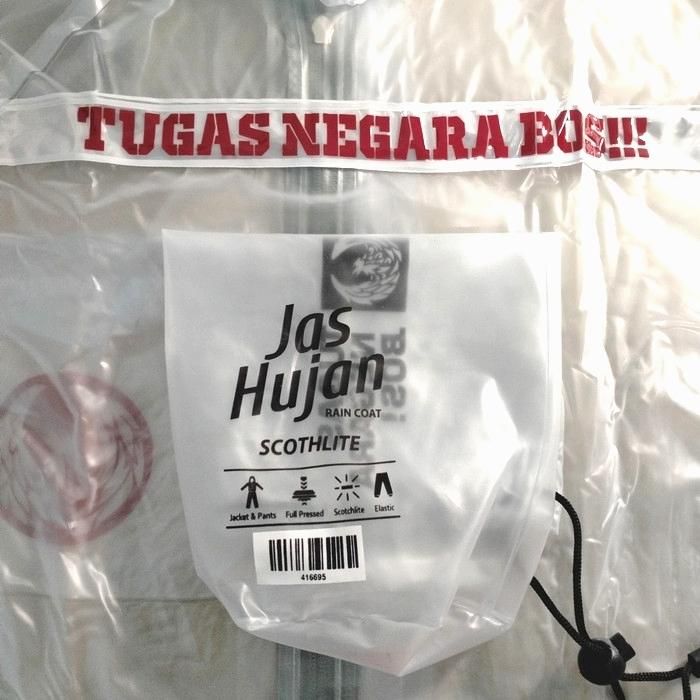 TUGAS NEGARA BOS!!!
Jas
Hujan
RAIN COAT
SCOTHLITE
Jacket & Pants Full Pressed Scotchlite Elastic
416695